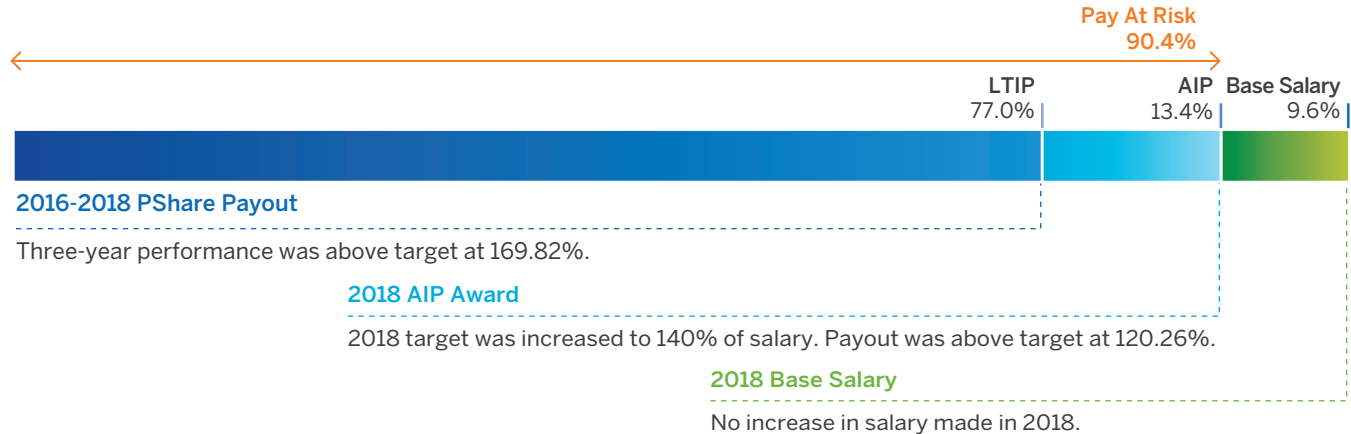 Pay At Risk
90.4%
LTIP
77.0%
AIP
13.4%
Base Salary
9.6%
2016-2018 PShare Payout
Three-year performance was above target at 169.82%.
2018 AIP Award
2018 target was increased to 140% of salary. Payout was above target at 120.26%.
2018 Base Salary
No increase in salary made in 2018.